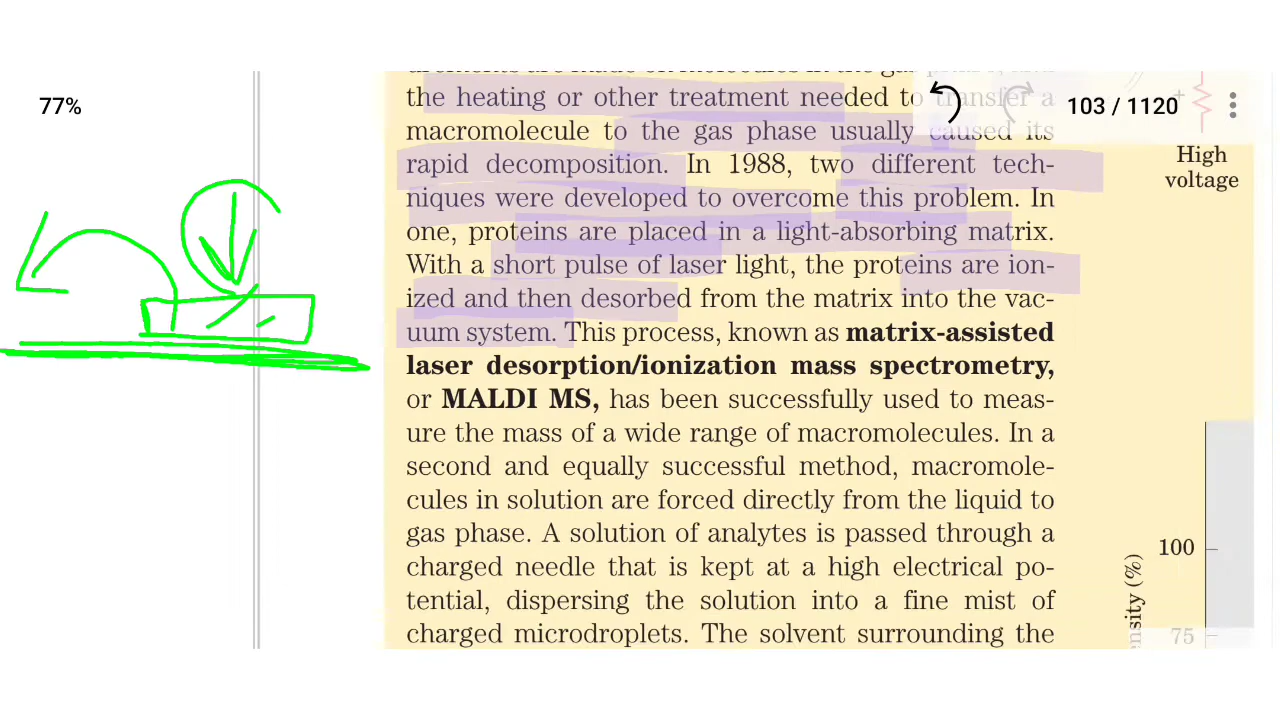 77%
103 / 1120
the heating or other treatment needed to transfer a
macromolecule to the gas phase usually caused its
rapid decomposition. In 1988, two different tech-
niques were developed to overcome this problem. In
one, proteins are placed in a light-absorbing matrix.
With a short pulse of laser light, the proteins are ion-
ized and then desorbed from the matrix into the vac-
uum system. This process, known as matrix-assisted
laser desorption/ionization mass spectrometry,
or MALDI MS, has been successfully used to meas-
ure the mass of a wide range of macromolecules. In a
second and equally successful method, macromole-
cules in solution are forced directly from the liquid to
gas phase. A solution of analytes is passed through a
charged needle that is kept at a high electrical po-
tential, dispersing the solution into a fine mist of
charged microdroplets. The solvent surrounding the
+
High
voltage
100
75
(%)